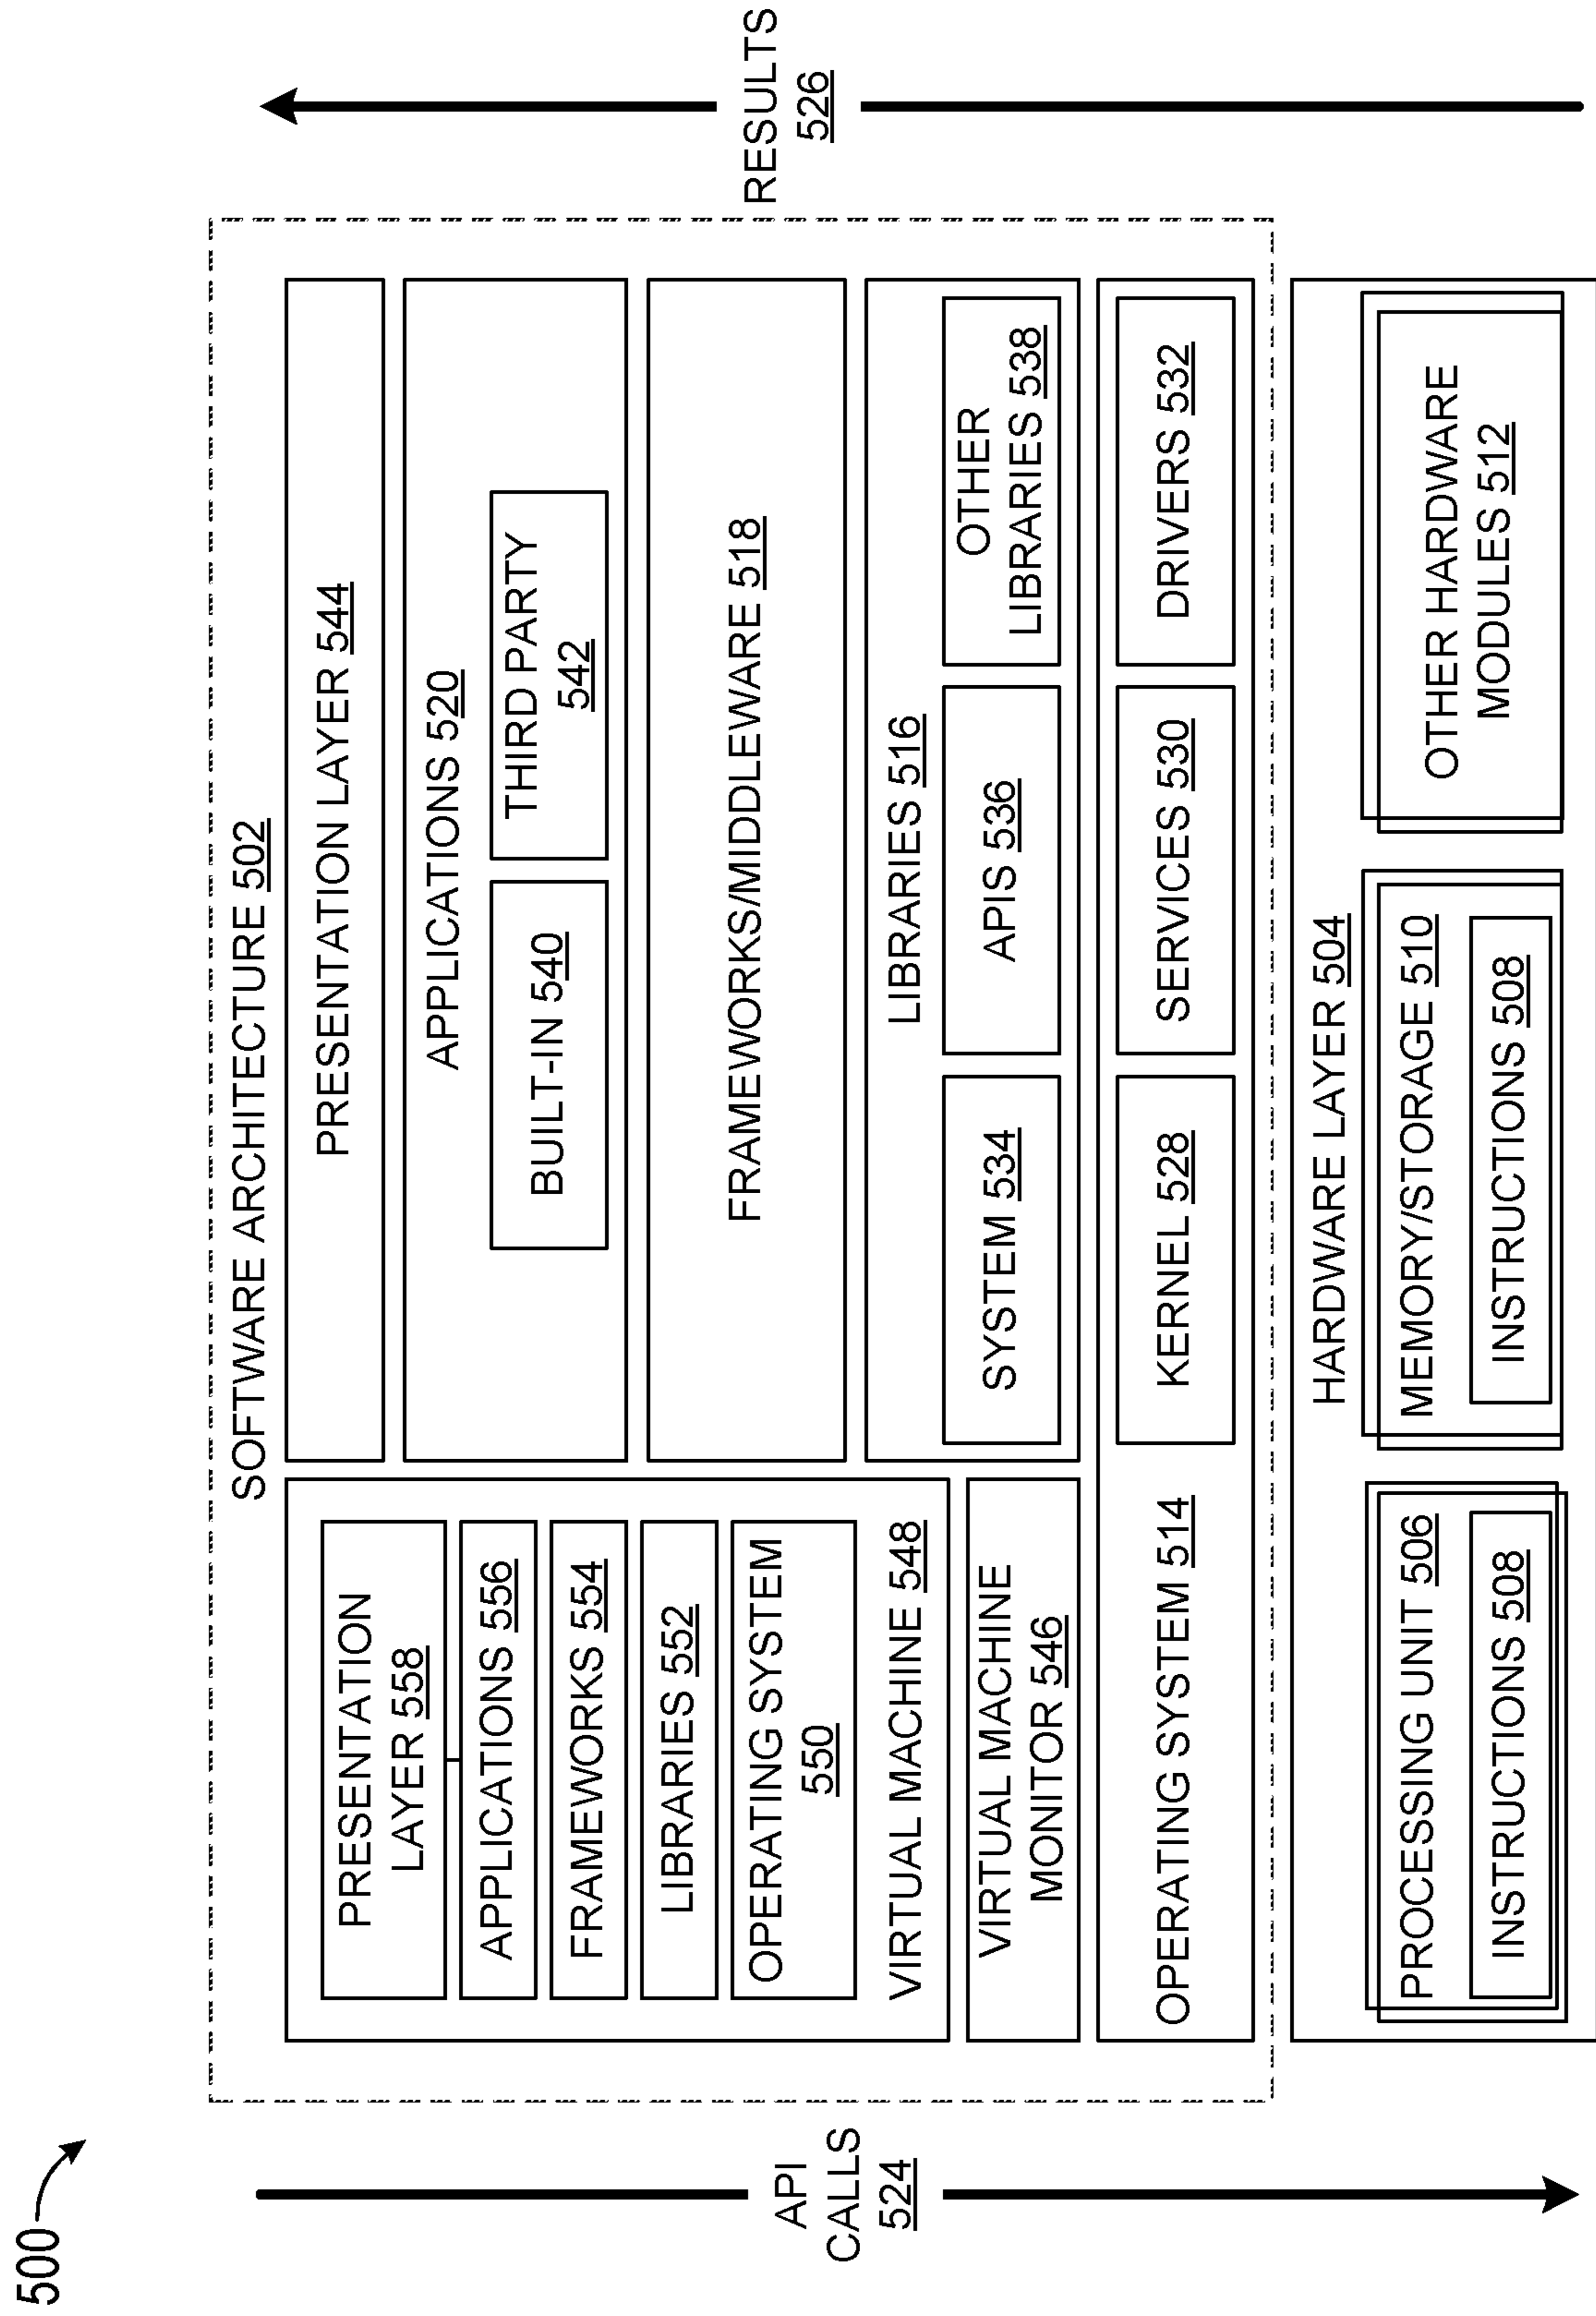 500
SOFTWARE ARCHITECTURE 502
PRESENTATION
LAYER 558
APPLICATIONS 556
FRAMEWORKS 554
LIBRARIES 552
OPERATING SYSTEM
550
VIRTUAL MACHINE 548
VIRTUAL MACHINE
MONITOR 546
PRESENTATION LAYER 544
APPLICATIONS 520
BUILT-IN 540
THIRD PARTY
542
FRAMEWORKS/MIDDLEWARE 518
LIBRARIES 516
SYSTEM 534
APIS 536
OTHER
LIBRARIES 538
OPERATING SYSTEM 514
KERNEL 528
SERVICES 530
DRIVERS 532
HARDWARE LAYER 504
PROCESSING UNIT 506
INSTRUCTIONS 508
MEMORY/STORAGE 510
INSTRUCTIONS 508
OTHER HARDWARE
MODULES 512
API
CALLS
524
RESULTS
526